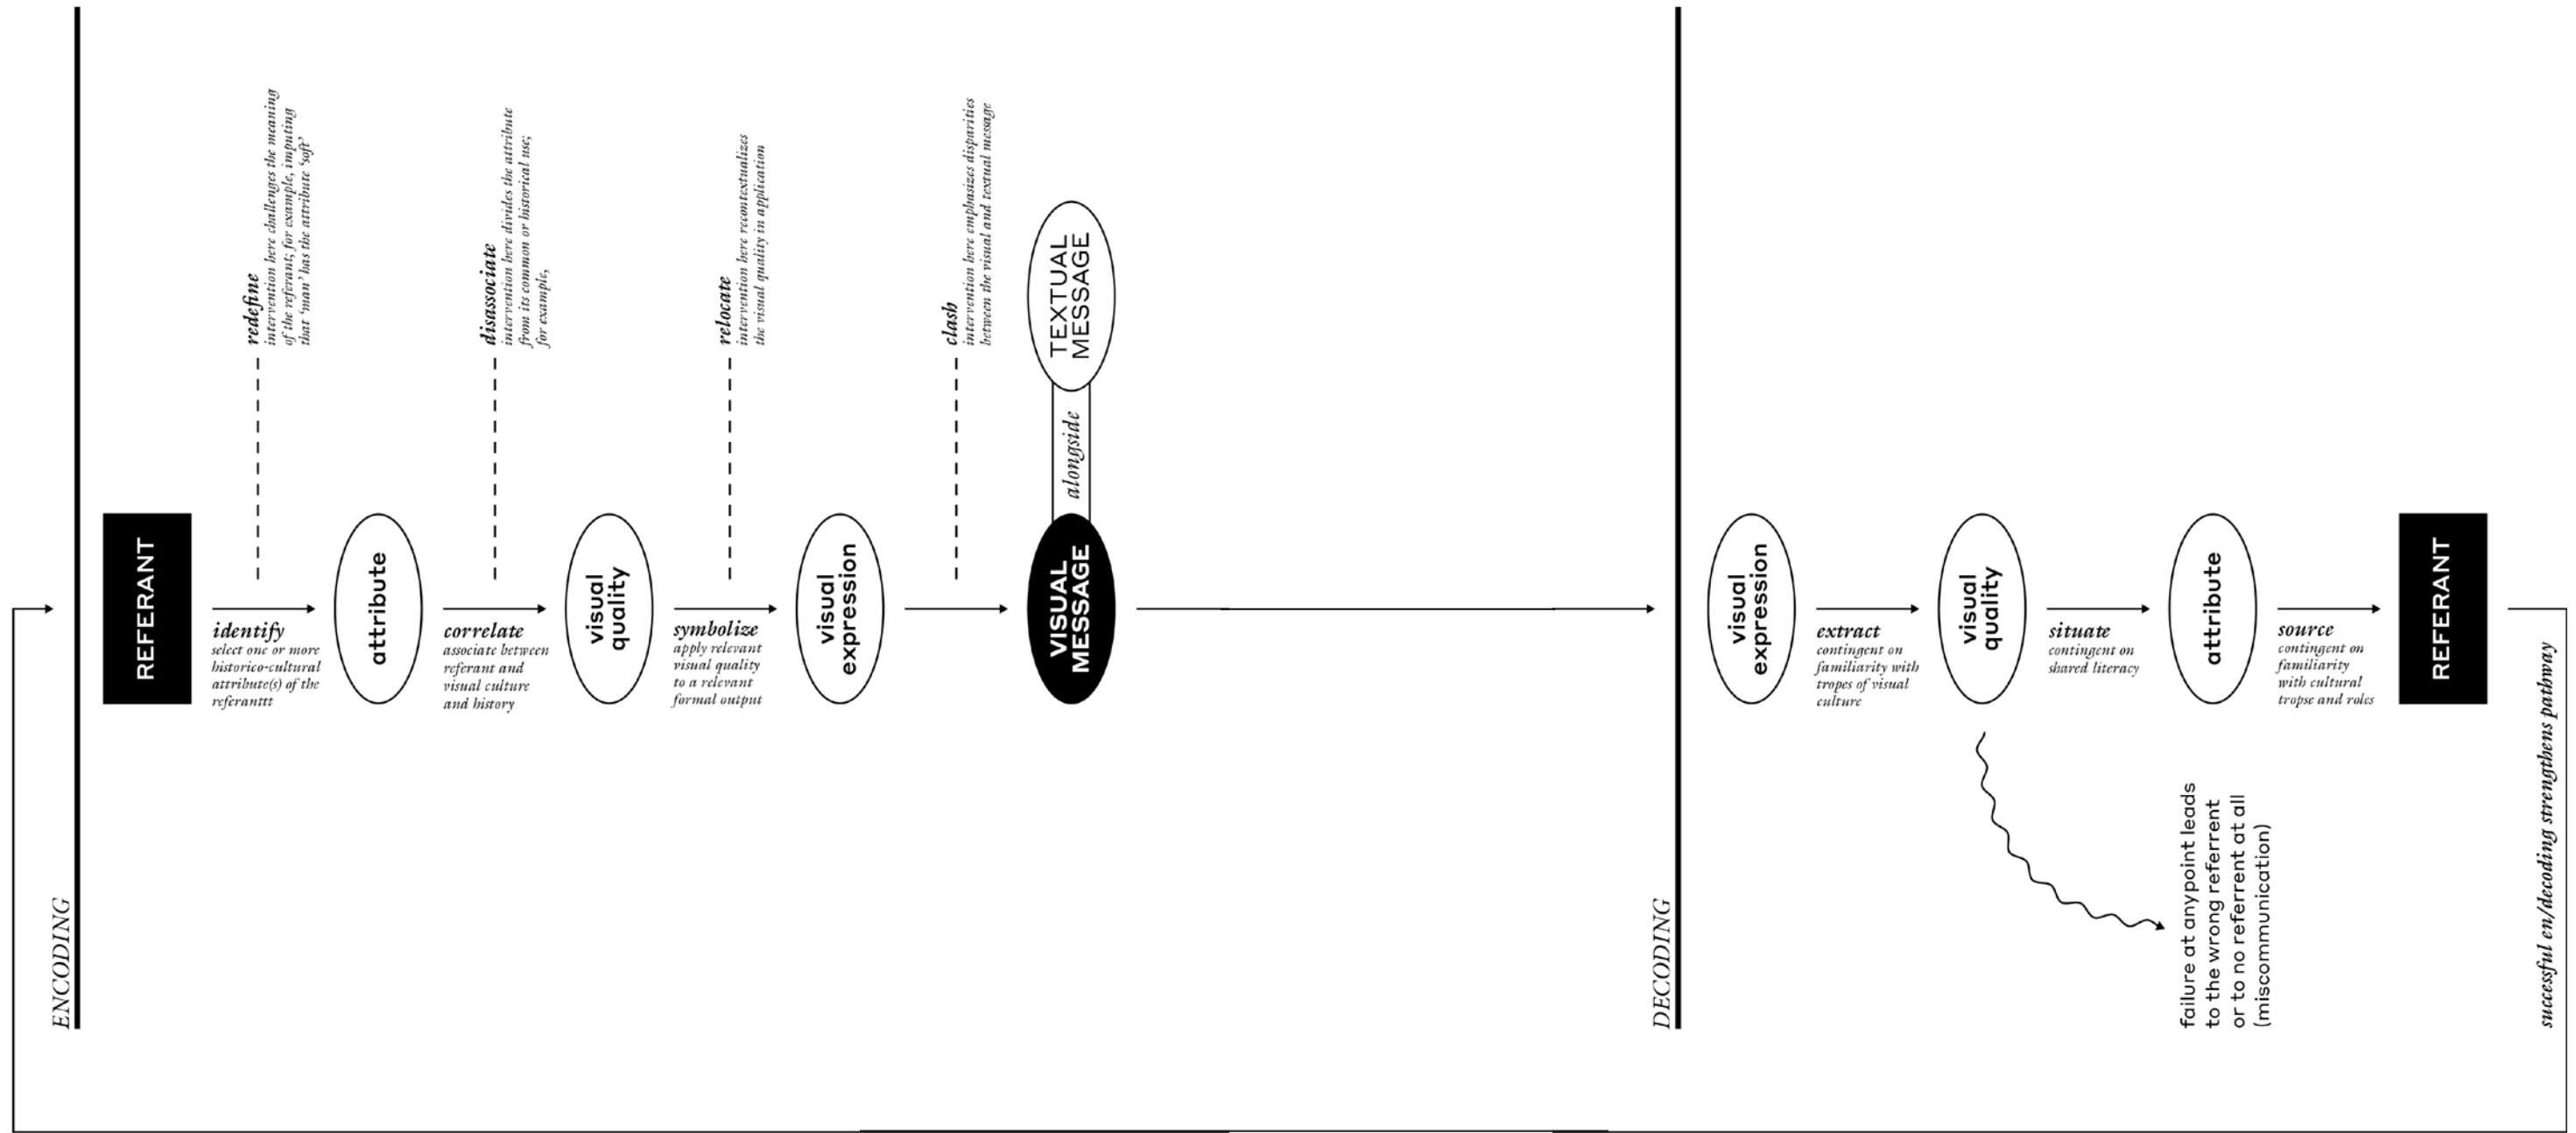 ENCODING
REFERANT
identify
select one or more
historico-cultural
attribute(s) of the
referanttt
redefine
intervention here challenges the meaning
of the referant; for example, imputing
that ‘man’ has the attribute ‘soft’
attribute
correlate
associate between
referant and
visual culture
and history
disassociate
intervention here divides the attribute
from its common or historical use;
for example,
visual
quality
symbolize
apply relevant
visual quality
to a relevant
formal output
relocate
intervention here recontextualizes
the visual quality in application
visual
expression
clash
intervention here emphasizes disparities
between the visual and textual message
VISUAL
MESSAGE
alongside
TEXTUAL
MESSAGE
DECODING
visual
expression
extract
contingent on
familiarity with
tropes of visual
culture
visual
quality
situate
contingent on
shared literacy
attribute
source
contingent on
familiarity
with cultural
tropse and roles
REFERANT
failure at anypoint leads
to the wrong referrent
or to no referrent at all
(miscommunication)
successful en/decoding strengthens pathway